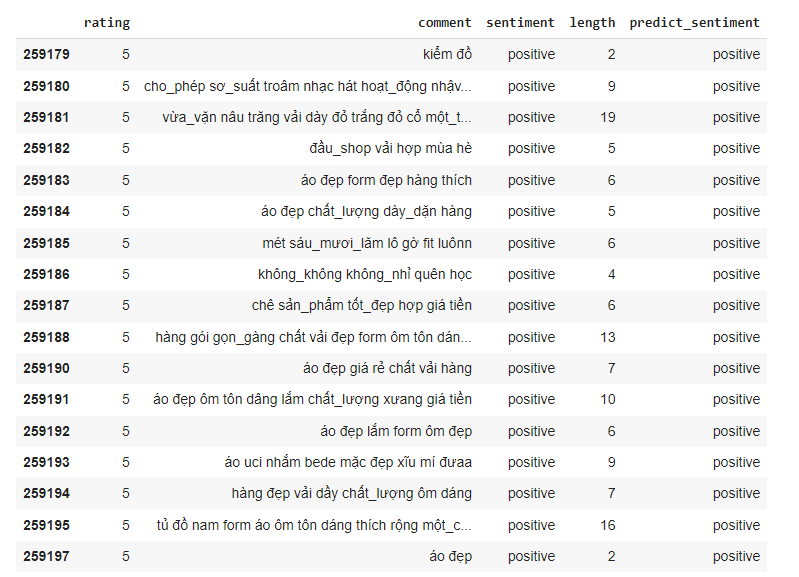 rating comment sentiment length predict_sentiment
259179 5 kiểm đồ positive 2 positive
259180 5 cho_phép sơ_suất troâm nhạc hát hoạt_động nhậv... positive 9 positive
259181 5 vừa_vặn nâu trăng vải dày đỏ trắng đỏ cổ một_t... positive 19 positive
259182 5 đầu_shop vải hợp mùa hè positive 5 positive
259183 5 áo đẹp form đẹp hàng thích positive 6 positive
259184 5 áo đẹp chất_lượng dày_dặn hàng positive 5 positive
259185 5 mét sáu_mươi_lăm lô gờ fit luônn positive 6 positive
259186 5 không_không không_nhỉ quên học positive 4 positive
259187 5 chê sản_phẩm tốt_đẹp hợp giá tiền positive 6 positive
259188 5 hàng gói gọn_gàng chất vải đẹp form ôm tôn dán... positive 13 positive
259190 5 áo đẹp giá rẻ chất vải hàng positive 7 positive
259191 5 áo đẹp ôm tôn dâng lắm chất_lượng xưang giá tiền positive 10 positive
259192 5 áo đẹp lắm form ôm đẹp positive 6 positive
259193 5 áo uci nhắm bede mặc đẹp xĩu mí đưaa positive 9 positive
259194 5 hàng đẹp vải dầy chất_lượng ôm dáng positive 7 positive
259195 5 tủ đồ nam form áo ôm tôn dáng thích rộng một_c... positive 16 positive
259197 5 áo đẹp positive 2 positive